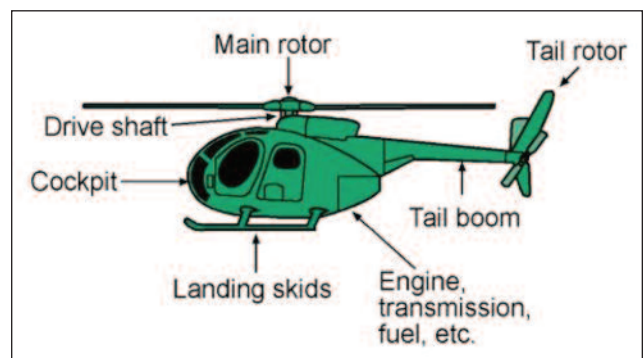 Main rotor
Tail rotor
Drive shaft
Cockpit
Tail boom
Landing skids
Engine,
transmission,
fuel, etc.